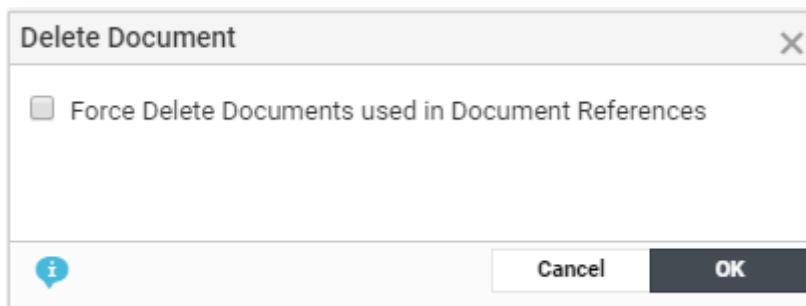 Delete Document
Force Delete Documents used in Document References
Cancel OK